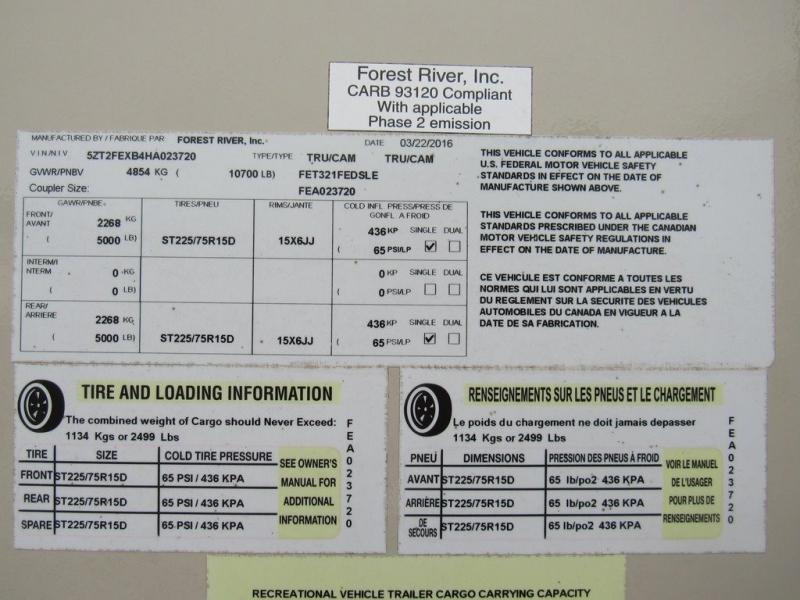 Forest River, Inc.
CARB 93120 Compliant
With applicable
Phase 2 emission
MANUFACTURED BY / FABRIQUE PAR FOREST RIVER, Inc. DATE 03/22/2016
VIN/NIV 5ZT2FEXB4HA023720 TYPE/TYPE TRU/CAM TRU/CAM
GVWR/PNBV 4854 KG ( 10700 LB) FET321FEDSLE
Coupler Size: FEA023720
GAWR/PNBE TIRES/PNEU RIMS/JANTE COLD INFL PRESS/PRESS DE
GONFL A FROID
FRONT/
AVANT 2268 KG 436 KP SINGLE DUAL
( 5000 LB) ST225/75R15D 15X6JJ ( 65 PSI/LP
INTERM/I
NTERM 0 KG 0 KP SINGLE DUAL
( 0 LB) ( 0 PSI/LP
REAR/
ARRIERE 2268 KG 436 KP SINGLE DUAL
( 5000 LB) ST225/75R15D 15X6JJ ( 65 PSI/LP
THIS VEHICLE CONFORMS TO ALL APPLICABLE
U.S. FEDERAL MOTOR VEHICLE SAFETY
STANDARDS IN EFFECT ON THE DATE OF
MANUFACTURE SHOWN ABOVE.
THIS VEHICLE CONFORMS TO ALL APPLICABLE
STANDARDS PRESCRIBED UNDER THE CANADIAN
MOTOR VEHICLE SAFETY REGULATIONS IN
EFFECT ON THE DATE OF MANUFACTURE.
CE VEHICULE EST CONFORME A TOUTES LES
NORMES QUI LUI SONT APPLICABLES EN VERTU
DU REGLEMENT SUR LA SECURITE DES VEHICULES
AUTOMOBILES DU CANADA EN VIGUEUR A LA
DATE DE SA FABRICATION.
TIRE AND LOADING INFORMATION
The combined weight of Cargo should Never Exceed:
1134 Kgs or 2499 Lbs
TIRE SIZE COLD TIRE PRESSURE
FRONT ST225/75R15D 65 PSI / 436 KPA
REAR ST225/75R15D 65 PSI / 436 KPA
SPARE ST225/75R15D 65 PSI / 436 KPA
SEE OWNER'S
MANUAL FOR
ADDITIONAL
INFORMATION
FEA023720
RENSEIGNEMENTS SUR LES PNEUS ET LE CHARGEMENT
Le poids du chargement ne doit jamais depasser
1134 Kgs or 2499 Lbs
PNEU DIMENSIONS PRESSION DES PNEUS À FROID
AVANT ST225/75R15D 65 lb/po2 436 KPA
ARRIÈRE ST225/75R15D 65 lb/po2 436 KPA
DE
SECOURS ST225/75R15D 65 lb/po2 436 KPA
VOIR LE MANUEL
DE L'USAGER
POUR PLUS DE
RENSEIGNEMENTS
FEA023720
RECREATIONAL VEHICLE TRAILER CARGO CARRYING CAPACITY